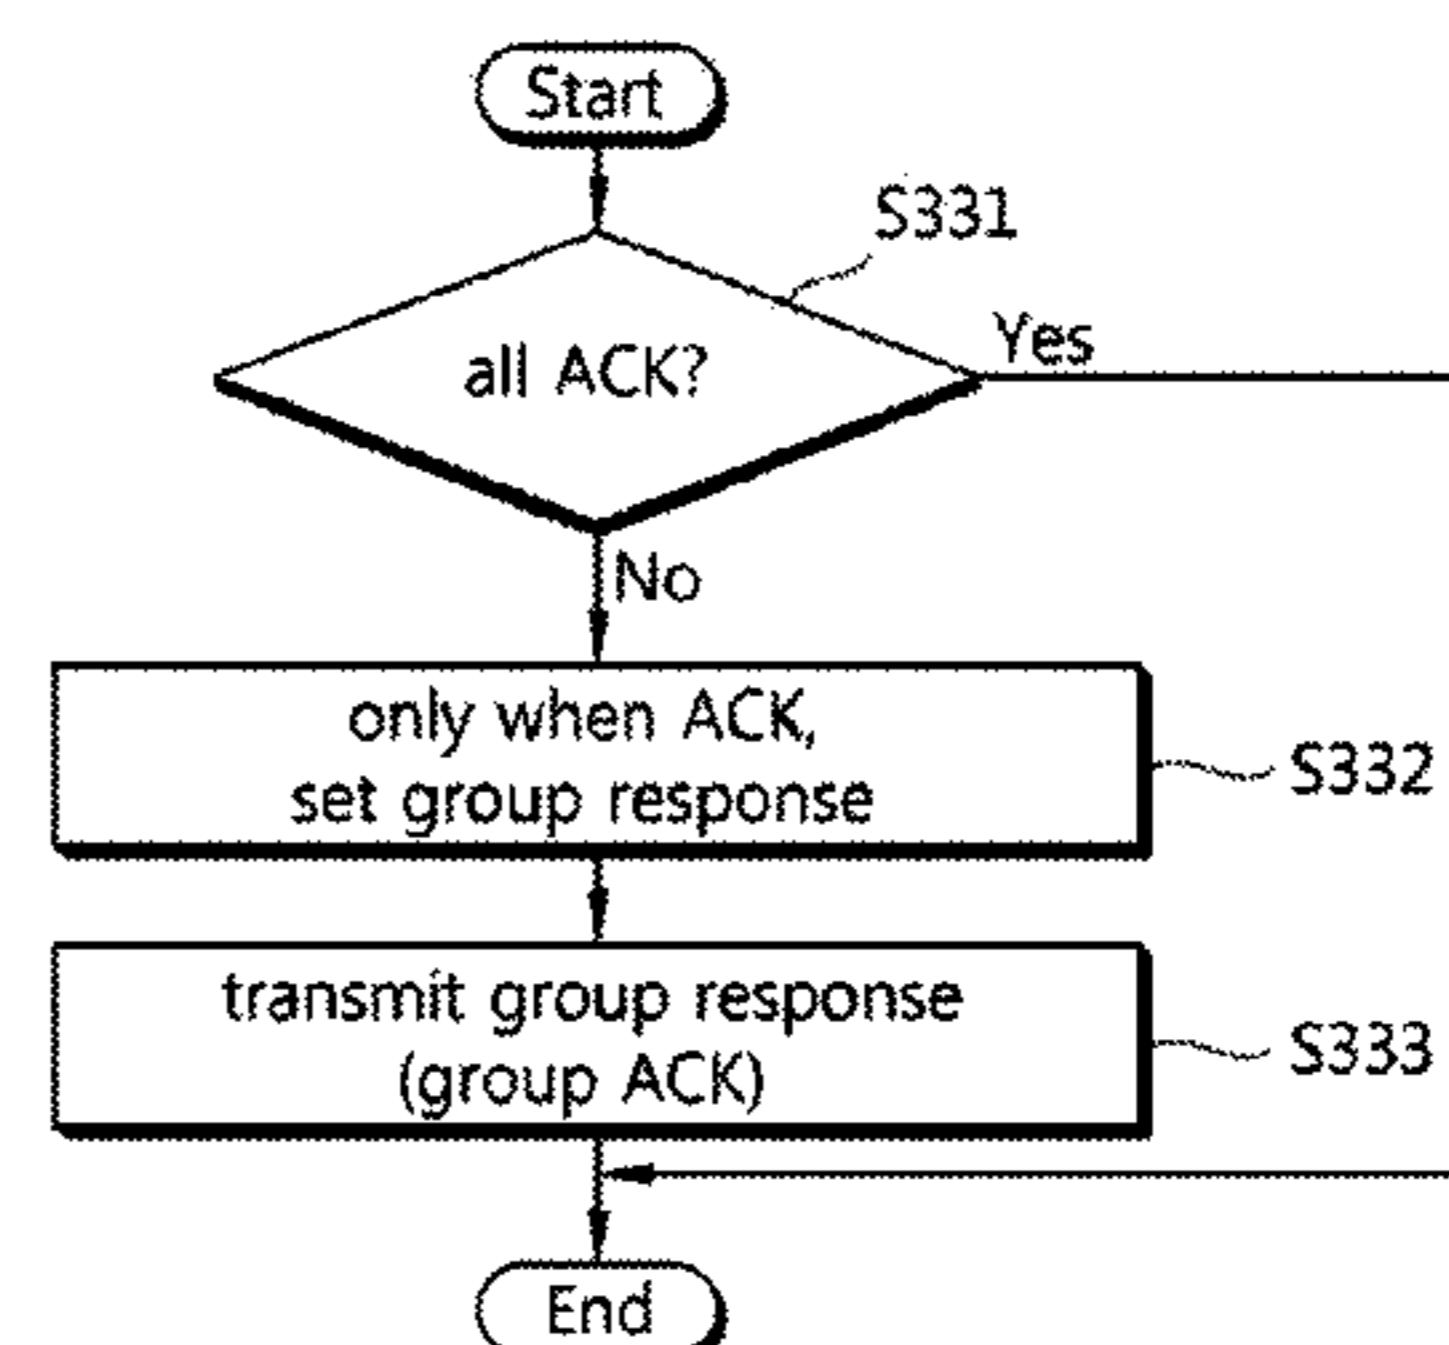 Start
S331
Yes
all ACK?
No
only when ACK,
set group response
S332
transmit group response
(group ACK)
S333
End